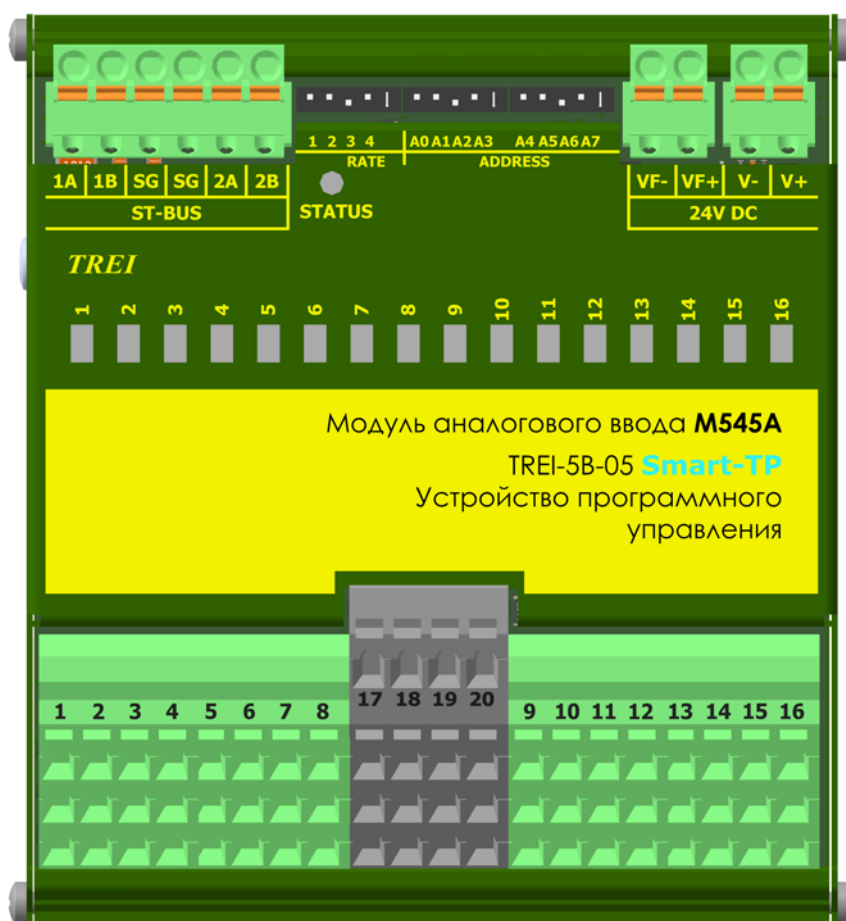 1 2 3 4 A0 A1 A2 A3 A4 A5 A6 A7
RATE ADDRESS
1A 1B SG SG 2A 2B
ST-BUS
STATUS
VF- VF+ V- V+
24V DC
TREI
1 2 3 4 5 6 7 8 9 10 11 12 13 14 15 16
Модуль аналогового ввода M545A
TREI-5B-05 Smart-TP
Устройство программного
управления
17 18 19 20
1 2 3 4 5 6 7 8 9 10 11 12 13 14 15 16